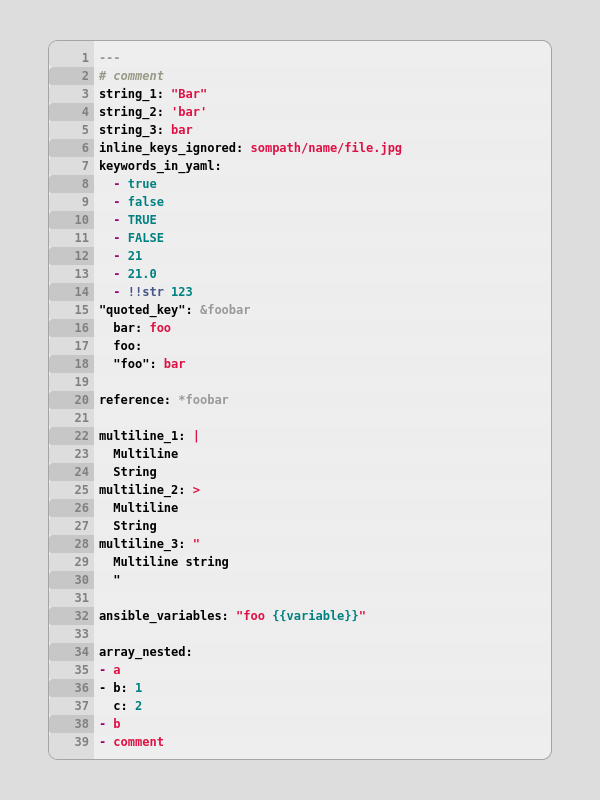 1 ---
2 # comment
3 string_1: "Bar"
4 string_2: 'bar'
5 string_3: bar
6 inline_keys_ignored: sompath/name/file.jpg
7 keywords_in_yaml:
8   - true
9   - false
10   - TRUE
11   - FALSE
12   - 21
13   - 21.0
14   - !!str 123
15 "quoted_key": &foobar
16   bar: foo
17   foo:
18   "foo": bar
19
20 reference: *foobar
21
22 multiline_1: |
23   Multiline
24   String
25 multiline_2: >
26   Multiline
27   String
28 multiline_3: "
29   Multiline string
30   "
31
32 ansible_variables: "foo {{variable}}"
33
34 array_nested:
35 - a
36 - b: 1
37   c: 2
38 - b
39 - comment